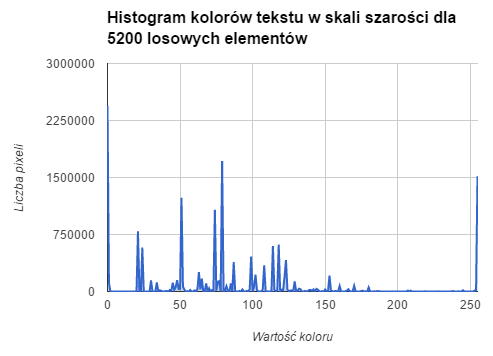 Histogram kolorów tekstu w skali szarości dla
5200 losowych elementów
3000000
2250000
1500000
750000
0
Liczba pixeli
0 50 100 150 200 250
Wartość koloru